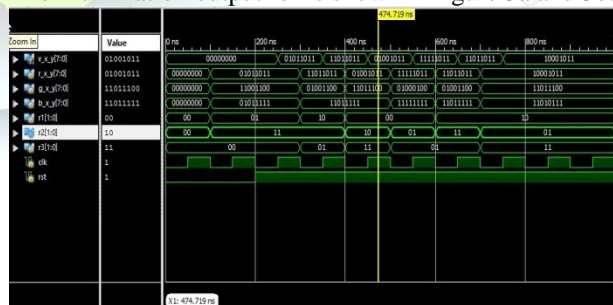 474.719 ns
Zoom In
Value
0 ns 200 ns 400 ns 600 ns 800 ns
v_x_y[7:0] 01001011 00000000 01011011 11011011 01001011 11111011 11011011 10001011
r_x_y[7:0] 01001011 00000000 01011011 11011011 01001011 11111011 11011011 10001011
g_x_y[7:0] 11011100 00000000 11001100 01001100 11011100 01000100 01001100 11011100
b_x_y[7:0] 11011111 00000000 01011111 11011111 11111111 11011111 11010111
r1[1:0] 00 00 01 10 00 10
r2[1:0] 10 00 11 10 01 11 01
r3[1:0] 11 00 01 11 01 11
clk 1
rst 1
X1: 474.719 ns